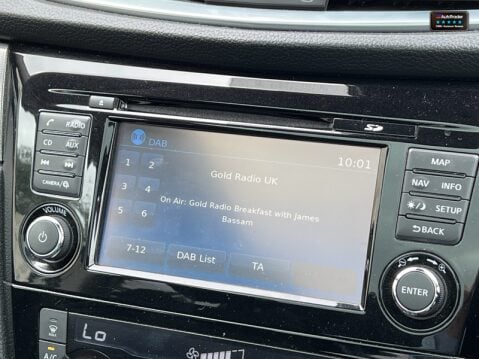 AutoTrader
RADIO
CD
AUX
CAMERA/
VOLUME
DAB
10:01
1 2
Gold Radio UK
3 4
On Air: Gold Radio Breakfast with James
Bassam
5 6
7-12
DAB List
TA
SD
MAP
NAV
INFO
SETUP
BACK
ENTER
Lo
A/C